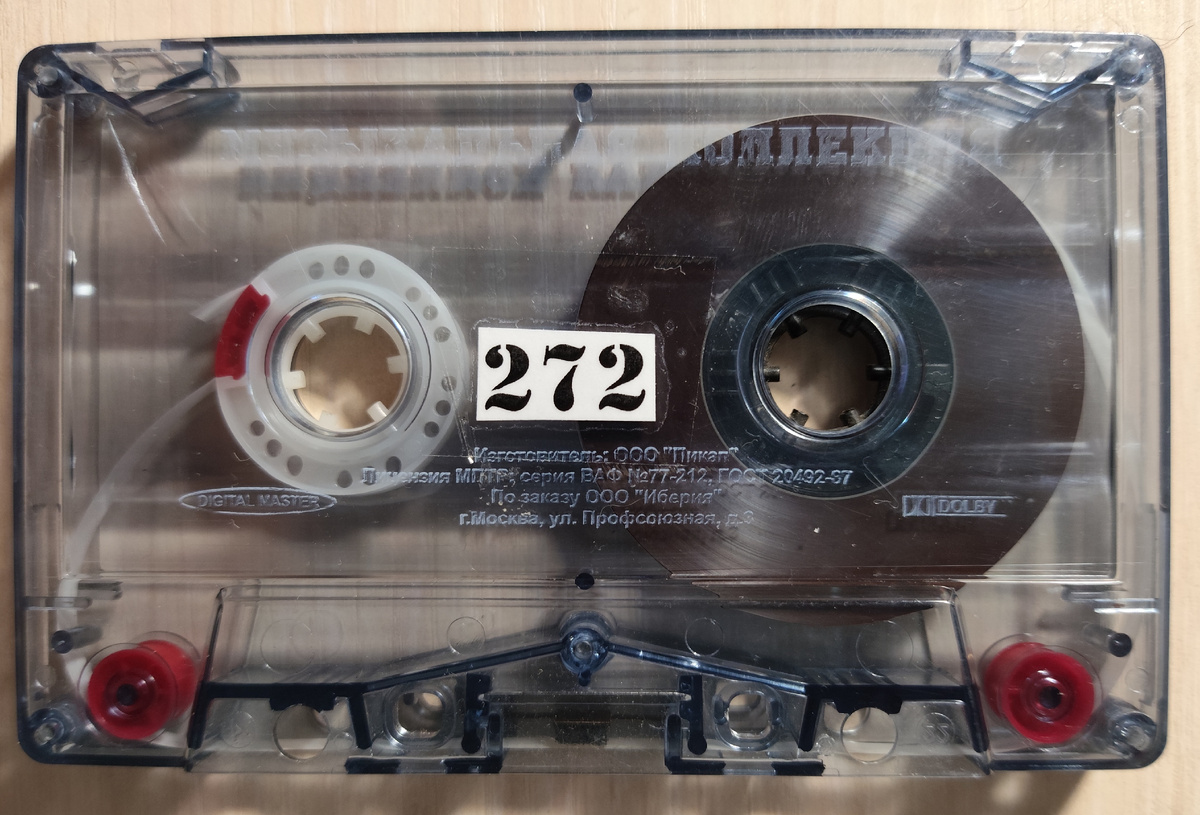 272
Изготовитель: ООО "Пикап"
Лицензия МПТР: серия ВАФ №77-212, ГОСТ 20492-87
По заказу ООО "Иберия"
г.Москва, ул. Профсоюзная, д.3
DIGITAL MASTER
DOLBY